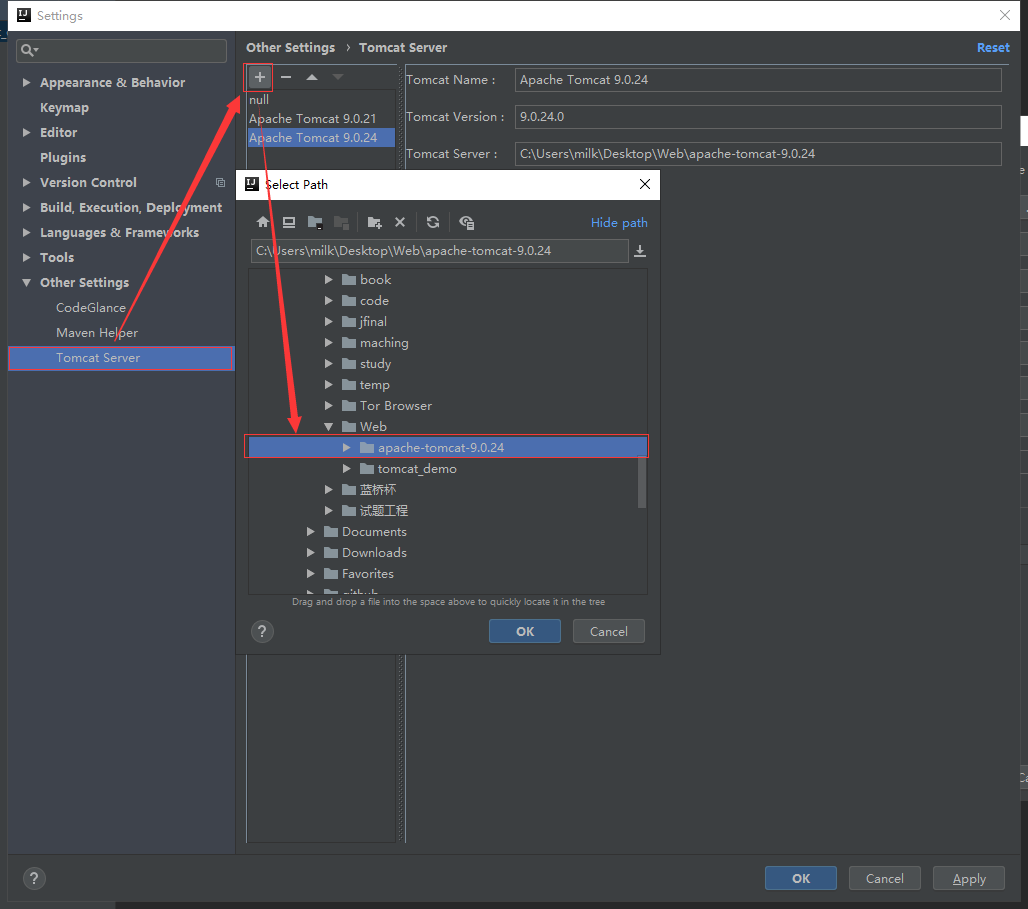 Settings
Other Settings › Tomcat Server
Reset
Appearance & Behavior
Keymap
Editor
Plugins
Version Control
Build, Execution, Deployment
Languages & Frameworks
Tools
Other Settings
CodeGlance
Maven Helper
Tomcat Server
null
Apache Tomcat 9.0.21
Apache Tomcat 9.0.24
Tomcat Name : Apache Tomcat 9.0.24
Tomcat Version : 9.0.24.0
Tomcat Server : C:\Users\milk\Desktop\Web\apache-tomcat-9.0.24
Select Path
Hide path
C:\Users\milk\Desktop\Web\apache-tomcat-9.0.24
book
code
jfinal
maching
study
temp
Tor Browser
Web
apache-tomcat-9.0.24
tomcat_demo
蓝桥杯
试题工程
Documents
Downloads
Favorites
github
Drag and drop a file into the space above to quickly locate it in the tree
? OK Cancel
? OK Cancel Apply